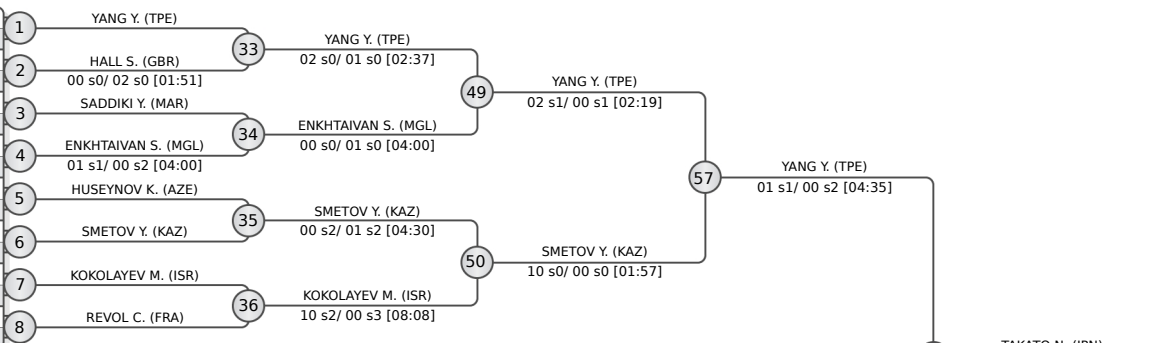 1
YANG Y. (TPE)
33
YANG Y. (TPE)
02 s0/ 01 s0 [02:37]
2
HALL S. (GBR)
00 s0/ 02 s0 [01:51]
49
YANG Y. (TPE)
02 s1/ 00 s1 [02:19]
3
SADDIKI Y. (MAR)
34
ENKHTAIVAN S. (MGL)
00 s0/ 01 s0 [04:00]
4
ENKHTAIVAN S. (MGL)
01 s1/ 00 s2 [04:00]
57
YANG Y. (TPE)
01 s1/ 00 s2 [04:35]
5
HUSEYNOV K. (AZE)
35
SMETOV Y. (KAZ)
00 s2/ 01 s2 [04:30]
6
SMETOV Y. (KAZ)
50
SMETOV Y. (KAZ)
10 s0/ 00 s0 [01:57]
7
KOKOLAYEV M. (ISR)
36
KOKOLAYEV M. (ISR)
10 s2/ 00 s3 [08:08]
8
REVOL C. (FRA)